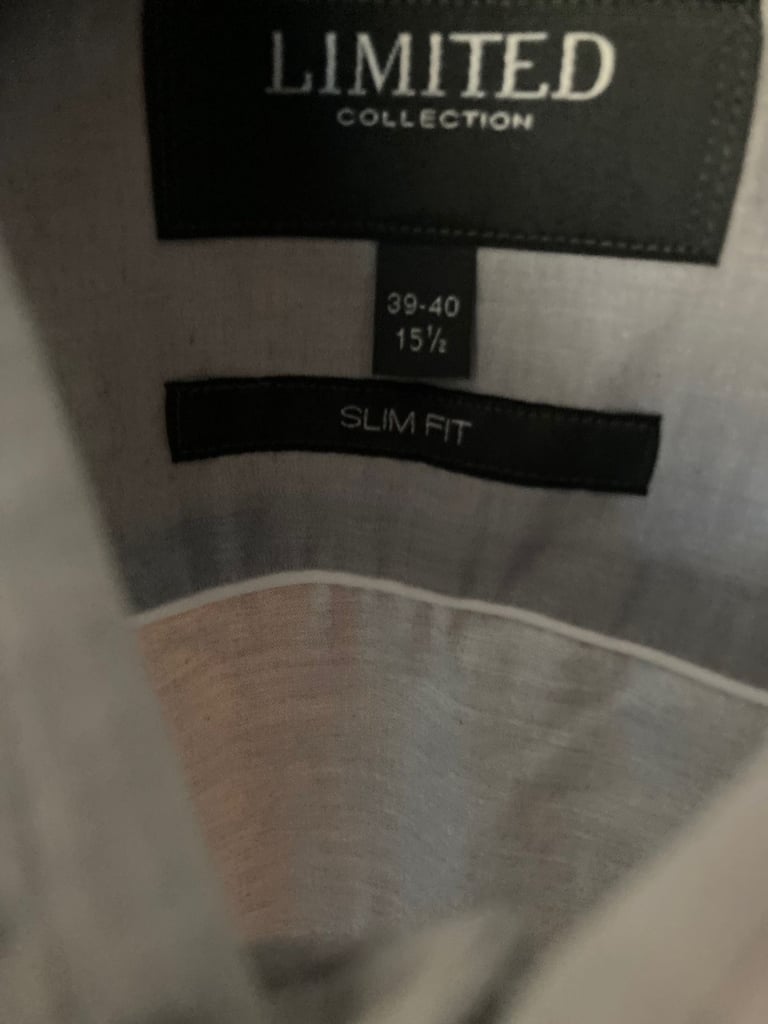 LIMITED
COLLECTION
39-40
15½
SLIM FIT